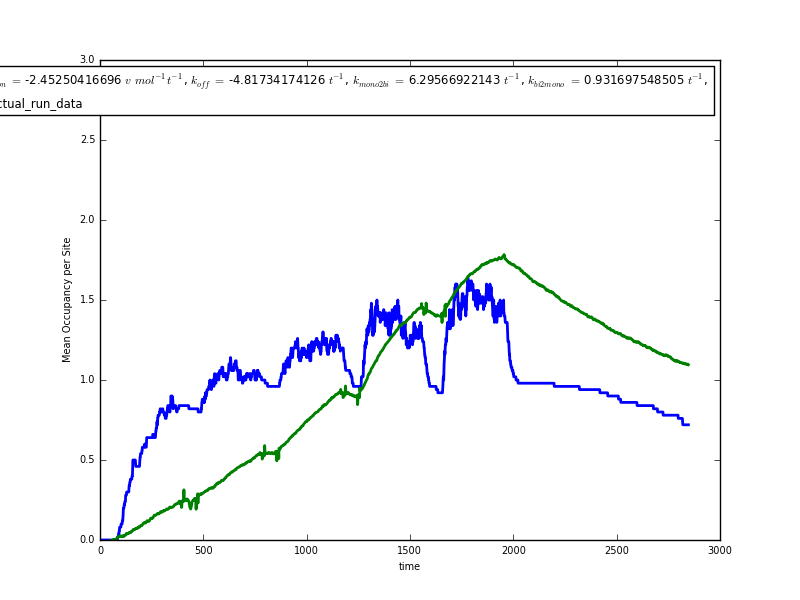 = -2.45250416696 v mol⁻¹t⁻¹, k_off = -4.81734174126 t⁻¹, k_mono2bi = 6.29566922143 t⁻¹, k_bi2mono = 0.931697548505 t⁻¹,
ctual_run_data
3.0
2.5
2.0
1.5
1.0
0.5
0.0
Mean Occupancy per Site
0 500 1000 1500 2000 2500 3000
time